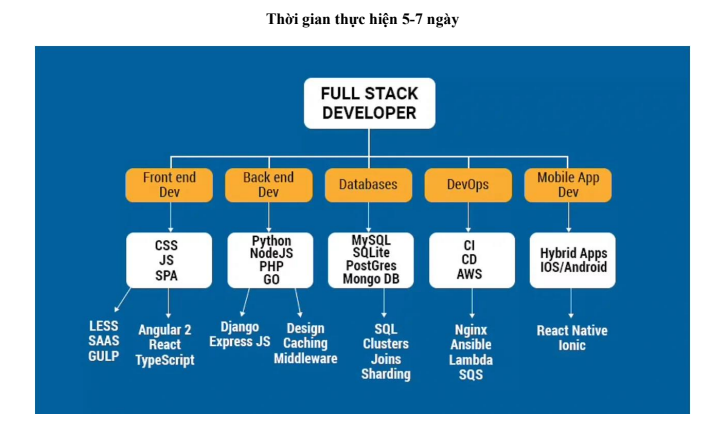 Thời gian thực hiện 5-7 ngày
FULL STACK
DEVELOPER
Front end
Dev
Back end
Dev
Databases
DevOps
Mobile App
Dev
CSS
JS
SPA
Python
NodeJS
PHP
GO
MySQL
SQLite
PostGres
Mongo DB
CI
CD
AWS
Hybrid Apps
IOS/Android
LESS
SAAS
GULP
Angular 2
React
TypeScript
Django
Express JS
Design
Caching
Middleware
SQL
Clusters
Joins
Sharding
Nginx
Ansible
Lambda
SQS
React Native
Ionic